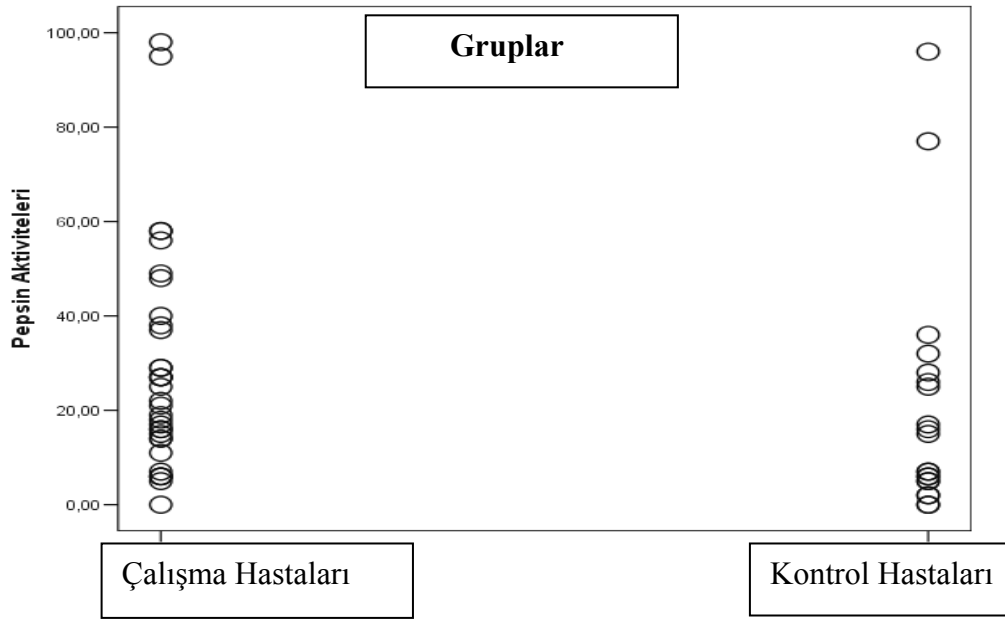 Gruplar
100,00
80,00
60,00
40,00
20,00
0,00
Pepsin Aktiviteleri
Çalışma Hastaları
Kontrol Hastaları